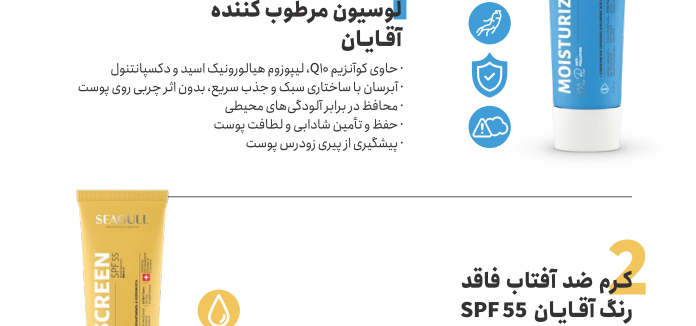 لوسیون مرطوب کننده
آقایان
· حاوی کوآنزیم Q10، لیپوزوم هیالورونیک اسید و دکسپانتنول
· آبرسان با ساختاری سبک و جذب سریع، بدون اثر چربی روی پوست
· محافظ در برابر آلودگی‌های محیطی
· حفظ و تأمین شادابی و لطافت پوست
· پیشگیری از پیری زودرس پوست
MOISTURIZ
SEAGULL
SCREEN
SPF 55
2
کرم ضد آفتاب فاقد
رنگ آقایان SPF 55